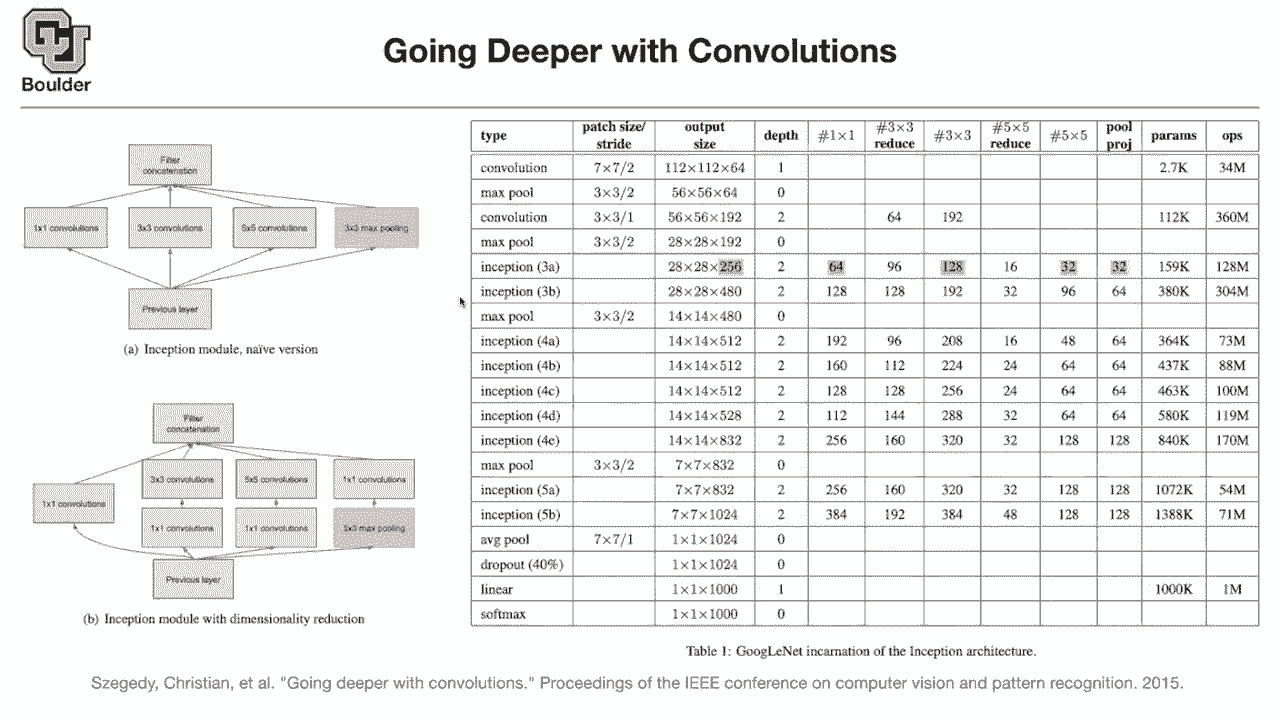 Boulder
Going Deeper with Convolutions
Filter concatenation
1x1 convolutions 3x3 convolutions 5x5 convolutions 3x3 max pooling
Previous layer
(a) Inception module, naïve version
Filter concatenation
3x3 convolutions 5x5 convolutions 1x1 convolutions
1x1 convolutions
1x1 convolutions 1x1 convolutions 3x3 max pooling
Previous layer
(b) Inception module with dimensionality reduction
type patch size/ stride output size depth #1×1 #3×3 reduce #3×3 #5×5 reduce #5×5 pool proj params ops
convolution 7×7/2 112×112×64 1 2.7K 34M
max pool 3×3/2 56×56×64 0
convolution 3×3/1 56×56×192 2 64 192 112K 360M
max pool 3×3/2 28×28×192 0
inception (3a) 28×28×256 2 64 96 128 16 32 32 159K 128M
inception (3b) 28×28×480 2 128 128 192 32 96 64 380K 304M
max pool 3×3/2 14×14×480 0
inception (4a) 14×14×512 2 192 96 208 16 48 64 364K 73M
inception (4b) 14×14×512 2 160 112 224 24 64 64 437K 88M
inception (4c) 14×14×512 2 128 128 256 24 64 64 463K 100M
inception (4d) 14×14×528 2 112 144 288 32 64 64 580K 119M
inception (4e) 14×14×832 2 256 160 320 32 128 128 840K 170M
max pool 3×3/2 7×7×832 0
inception (5a) 7×7×832 2 256 160 320 32 128 128 1072K 54M
inception (5b) 7×7×1024 2 384 192 384 48 128 128 1388K 71M
avg pool 7×7/1 1×1×1024 0
dropout (40%) 1×1×1024 0
linear 1×1×1000 1 1000K 1M
softmax 1×1×1000 0
Table 1: GoogLeNet incarnation of the Inception architecture.
Szegedy, Christian, et al. "Going deeper with convolutions." Proceedings of the IEEE conference on computer vision and pattern recognition. 2015.